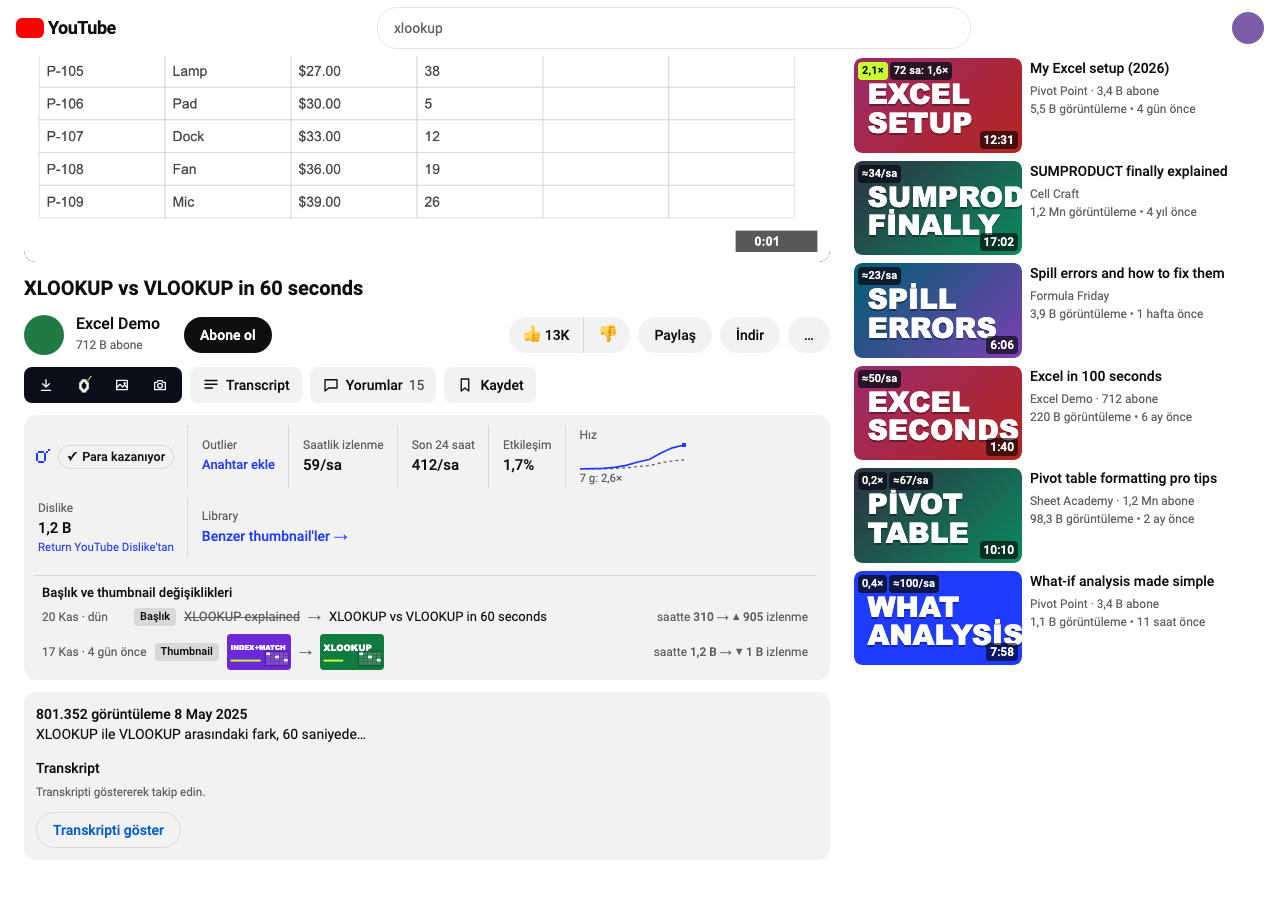 YouTube
xlookup
P-105 Lamp $27.00 38
P-106 Pad $30.00 5
P-107 Dock $33.00 12
P-108 Fan $36.00 19
P-109 Mic $39.00 26
0:01
XLOOKUP vs VLOOKUP in 60 seconds
Excel Demo
712 B abone
Abone ol
👍 13K 👎
Paylaş
İndir
...
Transcript
Yorumlar 15
Kaydet
✓ Para kazanıyor
Outlier
Anahtar ekle
Saatlik izlenme
59/sa
Son 24 saat
412/sa
Etkileşim
1,7%
Hız
7 g: 2,6×
Dislike
1,2 B
Return YouTube Dislike'tan
Library
Benzer thumbnail'ler →
Başlık ve thumbnail değişiklikleri
20 Kas · dün Başlık XLOOKUP explained → XLOOKUP vs VLOOKUP in 60 seconds saatte 310 → ▲ 905 izlenme
17 Kas · 4 gün önce Thumbnail INDEX+MATCH → XLOOKUP saatte 1,2 B → ▼ 1 B izlenme
801.352 görüntüleme 8 May 2025
XLOOKUP ile VLOOKUP arasındaki fark, 60 saniyede...
Transkript
Transkripti göstererek takip edin.
Transkripti göster
2,1× 72 sa: 1,6×
EXCEL
SETUP
12:31
My Excel setup (2026)
Pivot Point · 3,4 B abone
5,5 B görüntüleme • 4 gün önce
≈34/sa
SUMPROD
FİNALLY
17:02
SUMPRODUCT finally explained
Cell Craft
1,2 Mn görüntüleme • 4 yıl önce
≈23/sa
SPİLL
ERRORS
6:06
Spill errors and how to fix them
Formula Friday
3,9 B görüntüleme • 1 hafta önce
≈50/sa
EXCEL
SECONDS
1:40
Excel in 100 seconds
Excel Demo · 712 abone
220 B görüntüleme • 6 ay önce
0,2× ≈67/sa
PİVOT
TABLE
10:10
Pivot table formatting pro tips
Sheet Academy · 1,2 Mn abone
98,3 B görüntüleme • 2 ay önce
0,4× ≈100/sa
WHAT
ANALYSİS
7:58
What-if analysis made simple
Pivot Point · 3,4 B abone
1,1 B görüntüleme • 11 saat önce